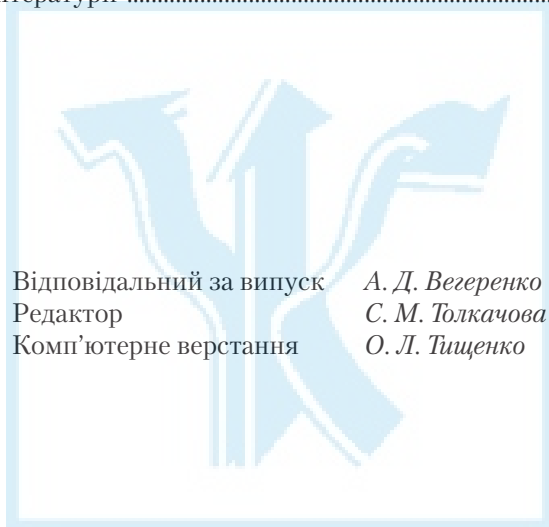 Відповідальний за випуск А. Д. Вегеренко
Редактор С. М. Толкачова
Комп’ютерне верстання О. Л. Тищенко